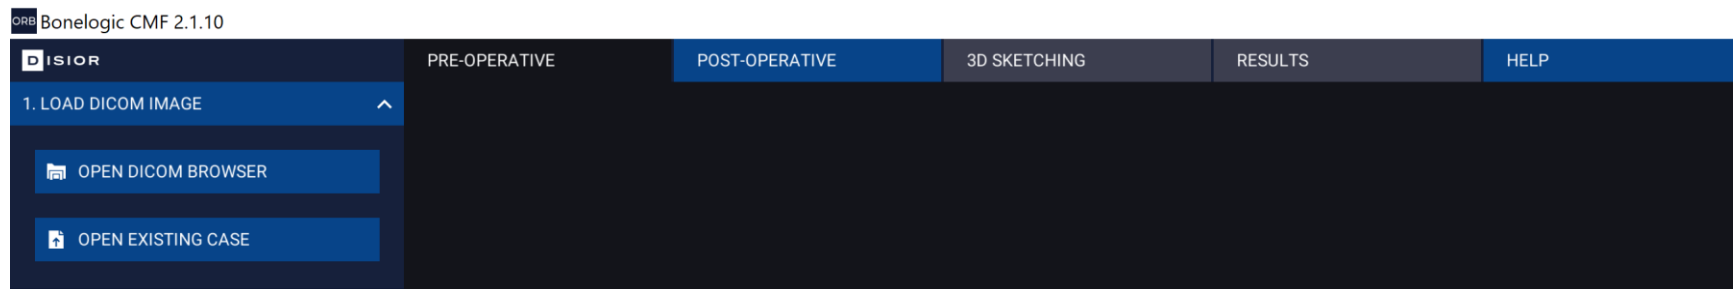 ORB Bonelogic CMF 2.1.10
DISIOR PRE-OPERATIVE POST-OPERATIVE 3D SKETCHING RESULTS HELP
1. LOAD DICOM IMAGE
OPEN DICOM BROWSER
OPEN EXISTING CASE